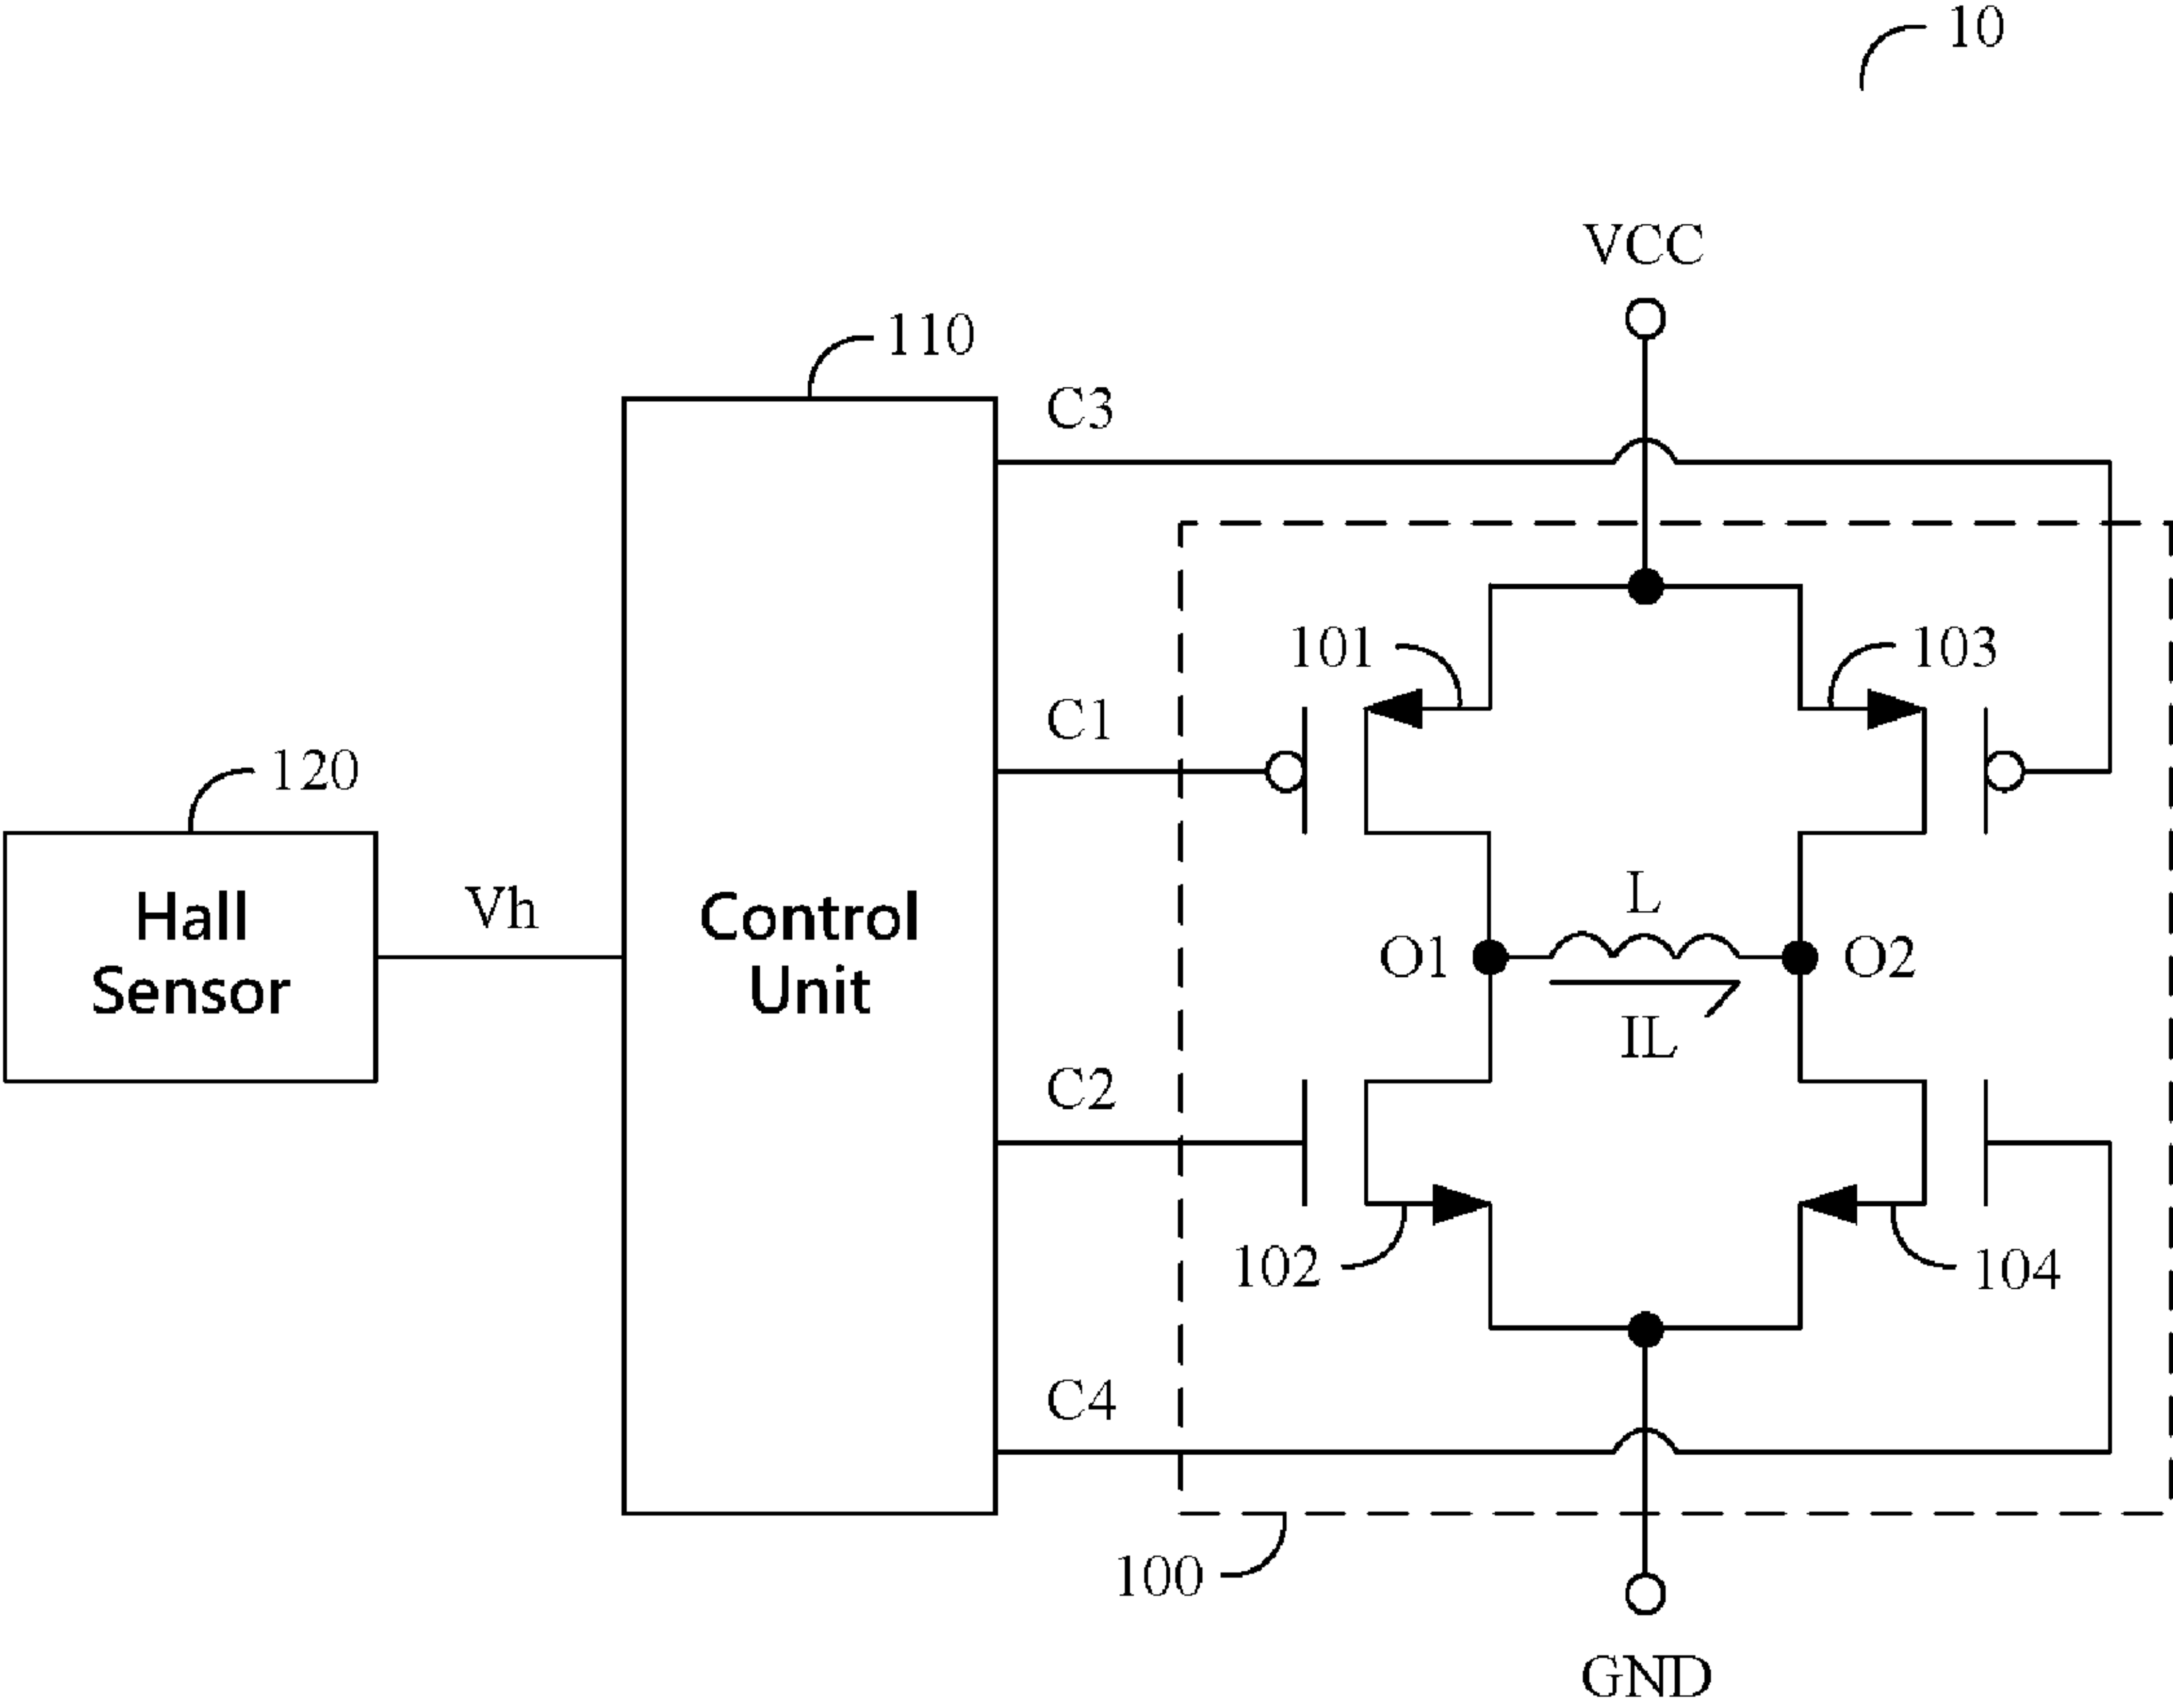 10
VCC
110
C3
101
103
C1
120
Hall
Sensor
Vh
Control
Unit
L
O1
O2
IL
C2
102
104
C4
100
GND